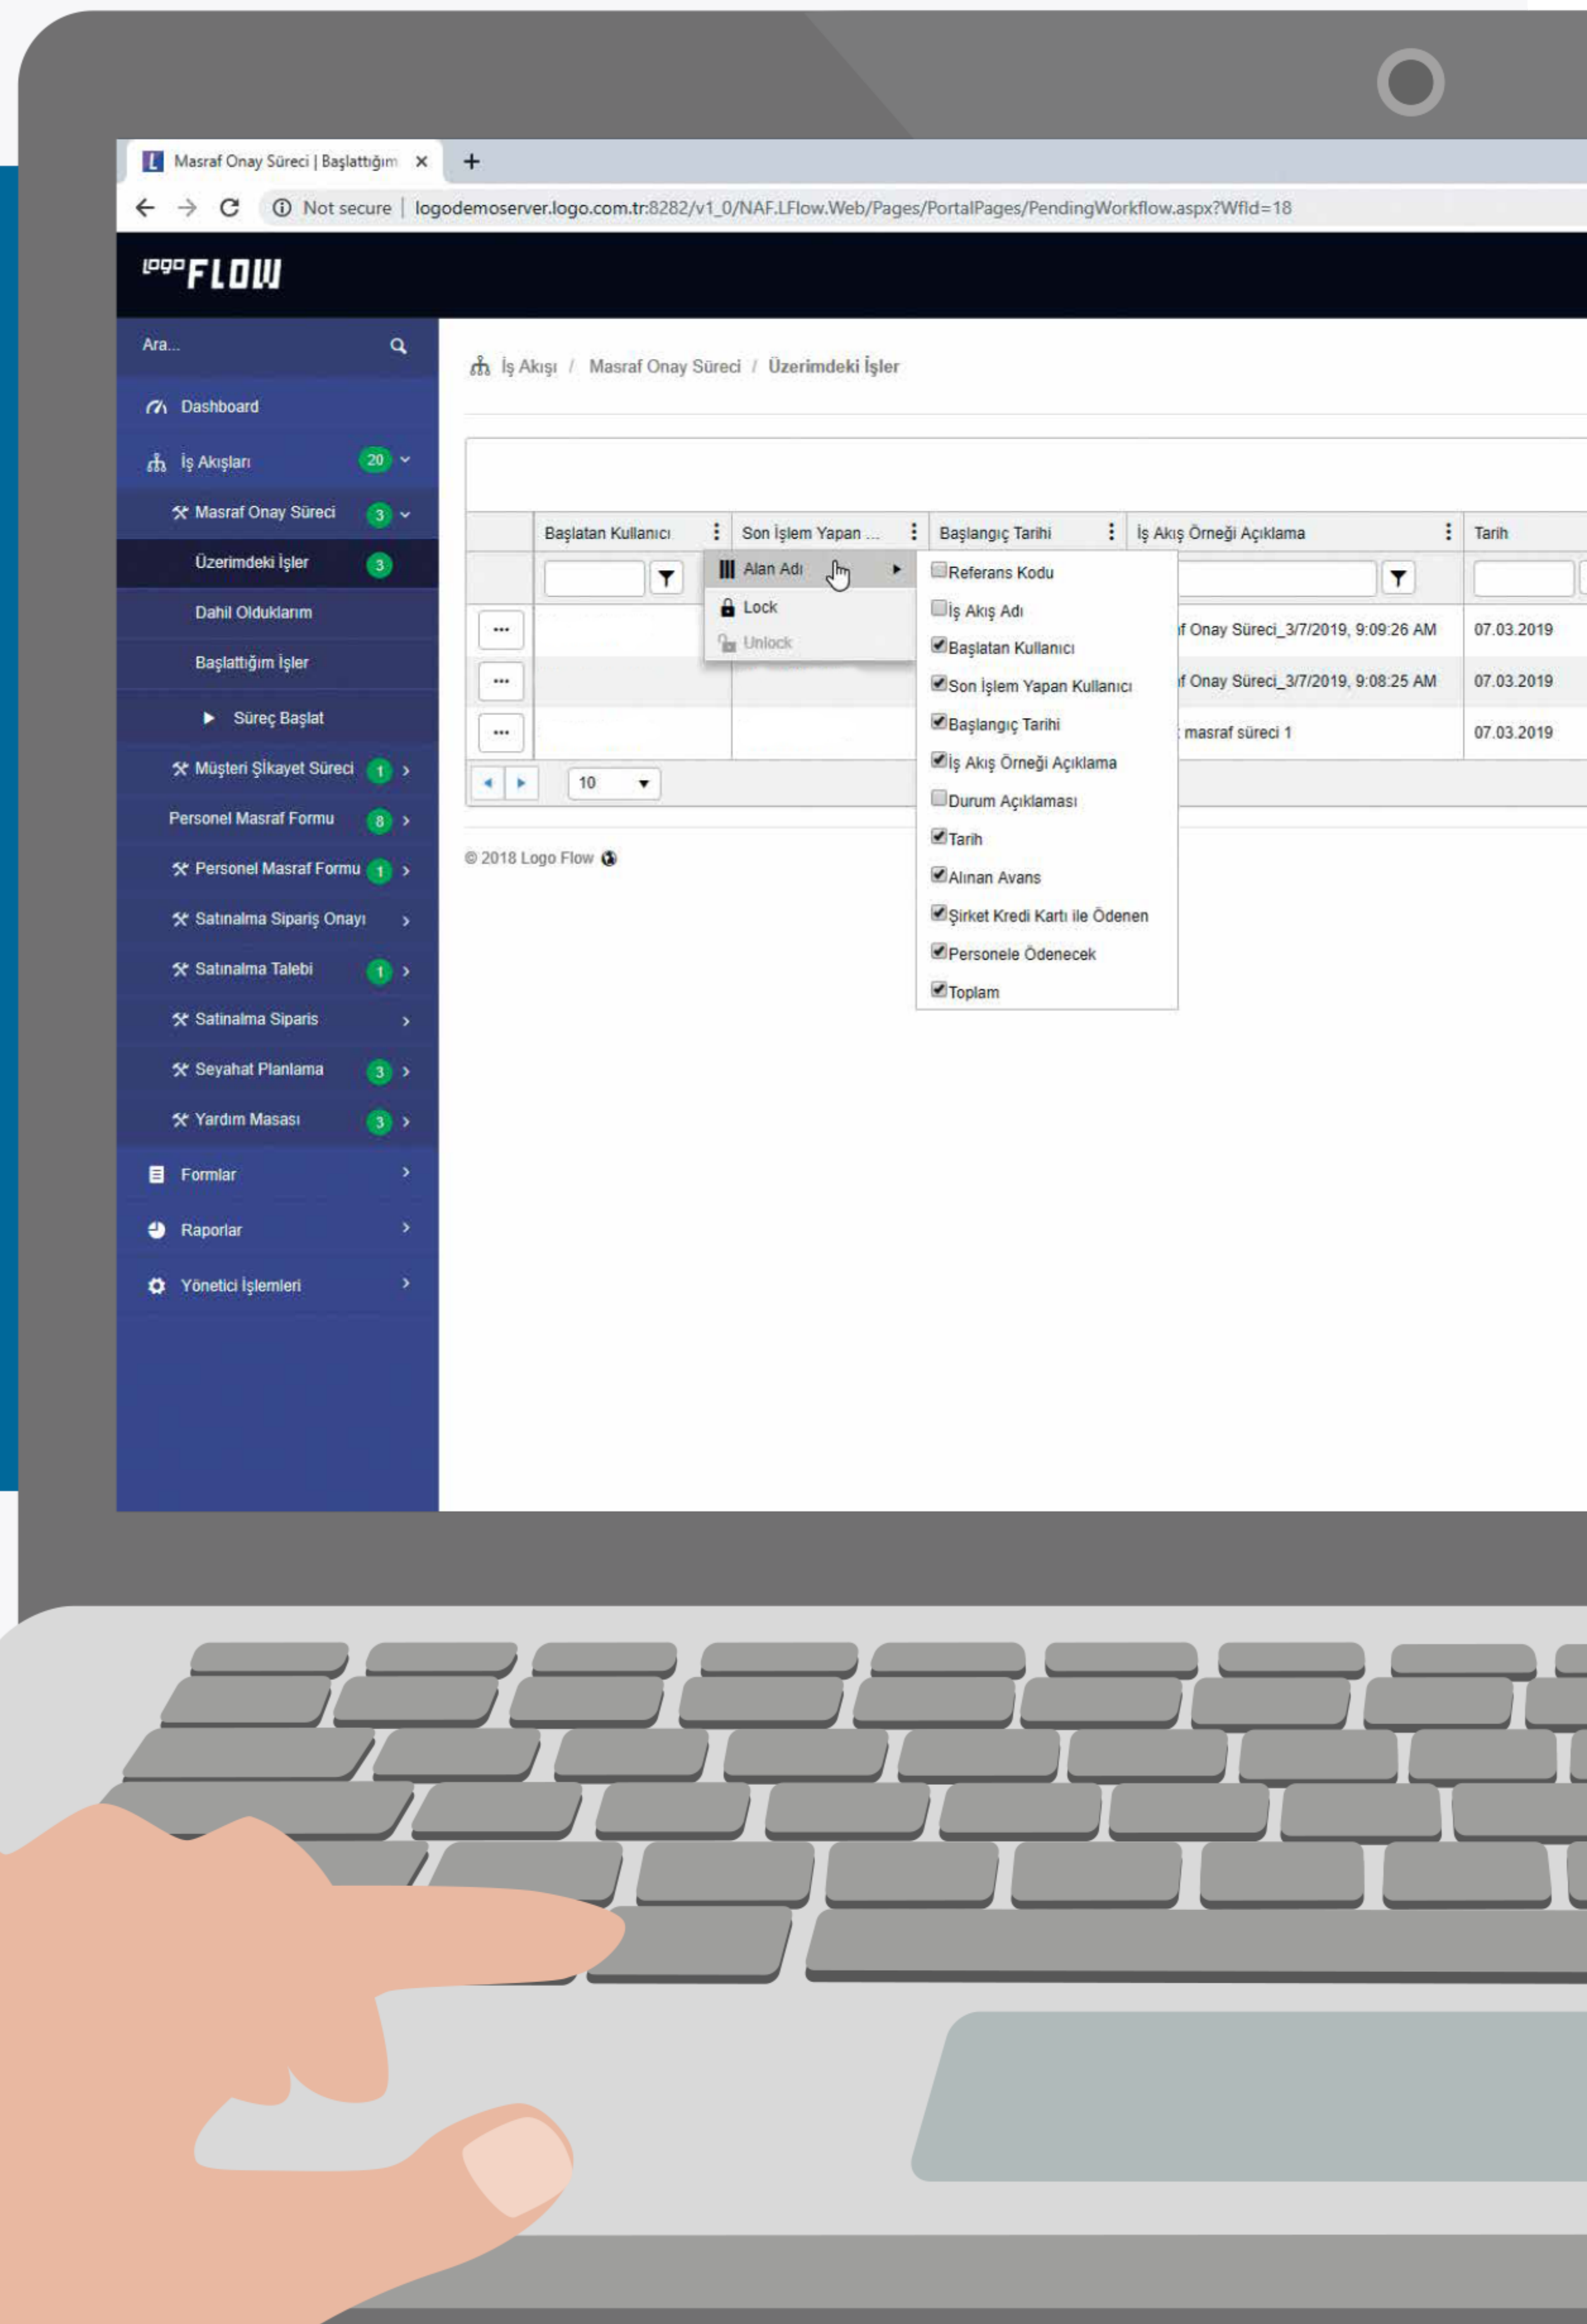 Masraf Onay Süreci | Başlattığım
Not secure | logodemoserver.logo.com.tr:8282/v1_0/NAF.LFlow.Web/Pages/PortalPages/PendingWorkflow.aspx?WfId=18
LOGO FLOW
Ara...
İş Akışı / Masraf Onay Süreci / Üzerimdeki İşler
Dashboard
İş Akışları 20
Masraf Onay Süreci 3
Üzerimdeki İşler 3
Dahil Olduklarım
Başlattığım İşler
Süreç Başlat
Müşteri Şİkayet Süreci 1
Personel Masraf Formu 8
Personel Masraf Formu 1
Satınalma Sipariş Onayı
Satınalma Talebi 1
Satinalma Siparis
Seyahat Planlama 3
Yardım Masası 3
Formlar
Raporlar
Yönetici İşlemleri
Başlatan Kullanıcı Son İşlem Yapan ... Başlangıç Tarihi İş Akış Örneği Açıklama Tarih
Alan Adı
Lock
Unlock
Referans Kodu
İş Akış Adı
Başlatan Kullanıcı
Son İşlem Yapan Kullanıcı
Başlangıç Tarihi
İş Akış Örneği Açıklama
Durum Açıklaması
Tarih
Alınan Avans
Şirket Kredi Kartı ile Ödenen
Personele Ödenecek
Toplam
f Onay Süreci_3/7/2019, 9:09:26 AM 07.03.2019
f Onay Süreci_3/7/2019, 9:08:25 AM 07.03.2019
masraf süreci 1 07.03.2019
10
© 2018 Logo Flow